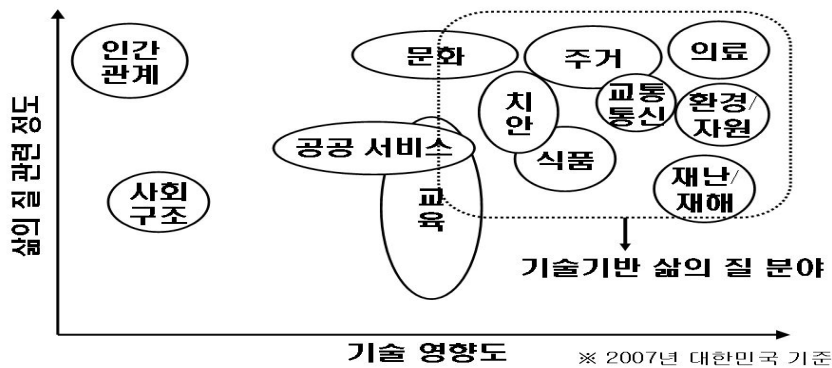 삶의 질 관련 정도
인간
관계
문화
주거
의료
치
안
교통
통신
환경/
자원
공공 서비스
식품
사회
구조
교
육
재난/
재해
기술기반 삶의 질 분야
기술 영향도
※ 2007년 대한민국 기준